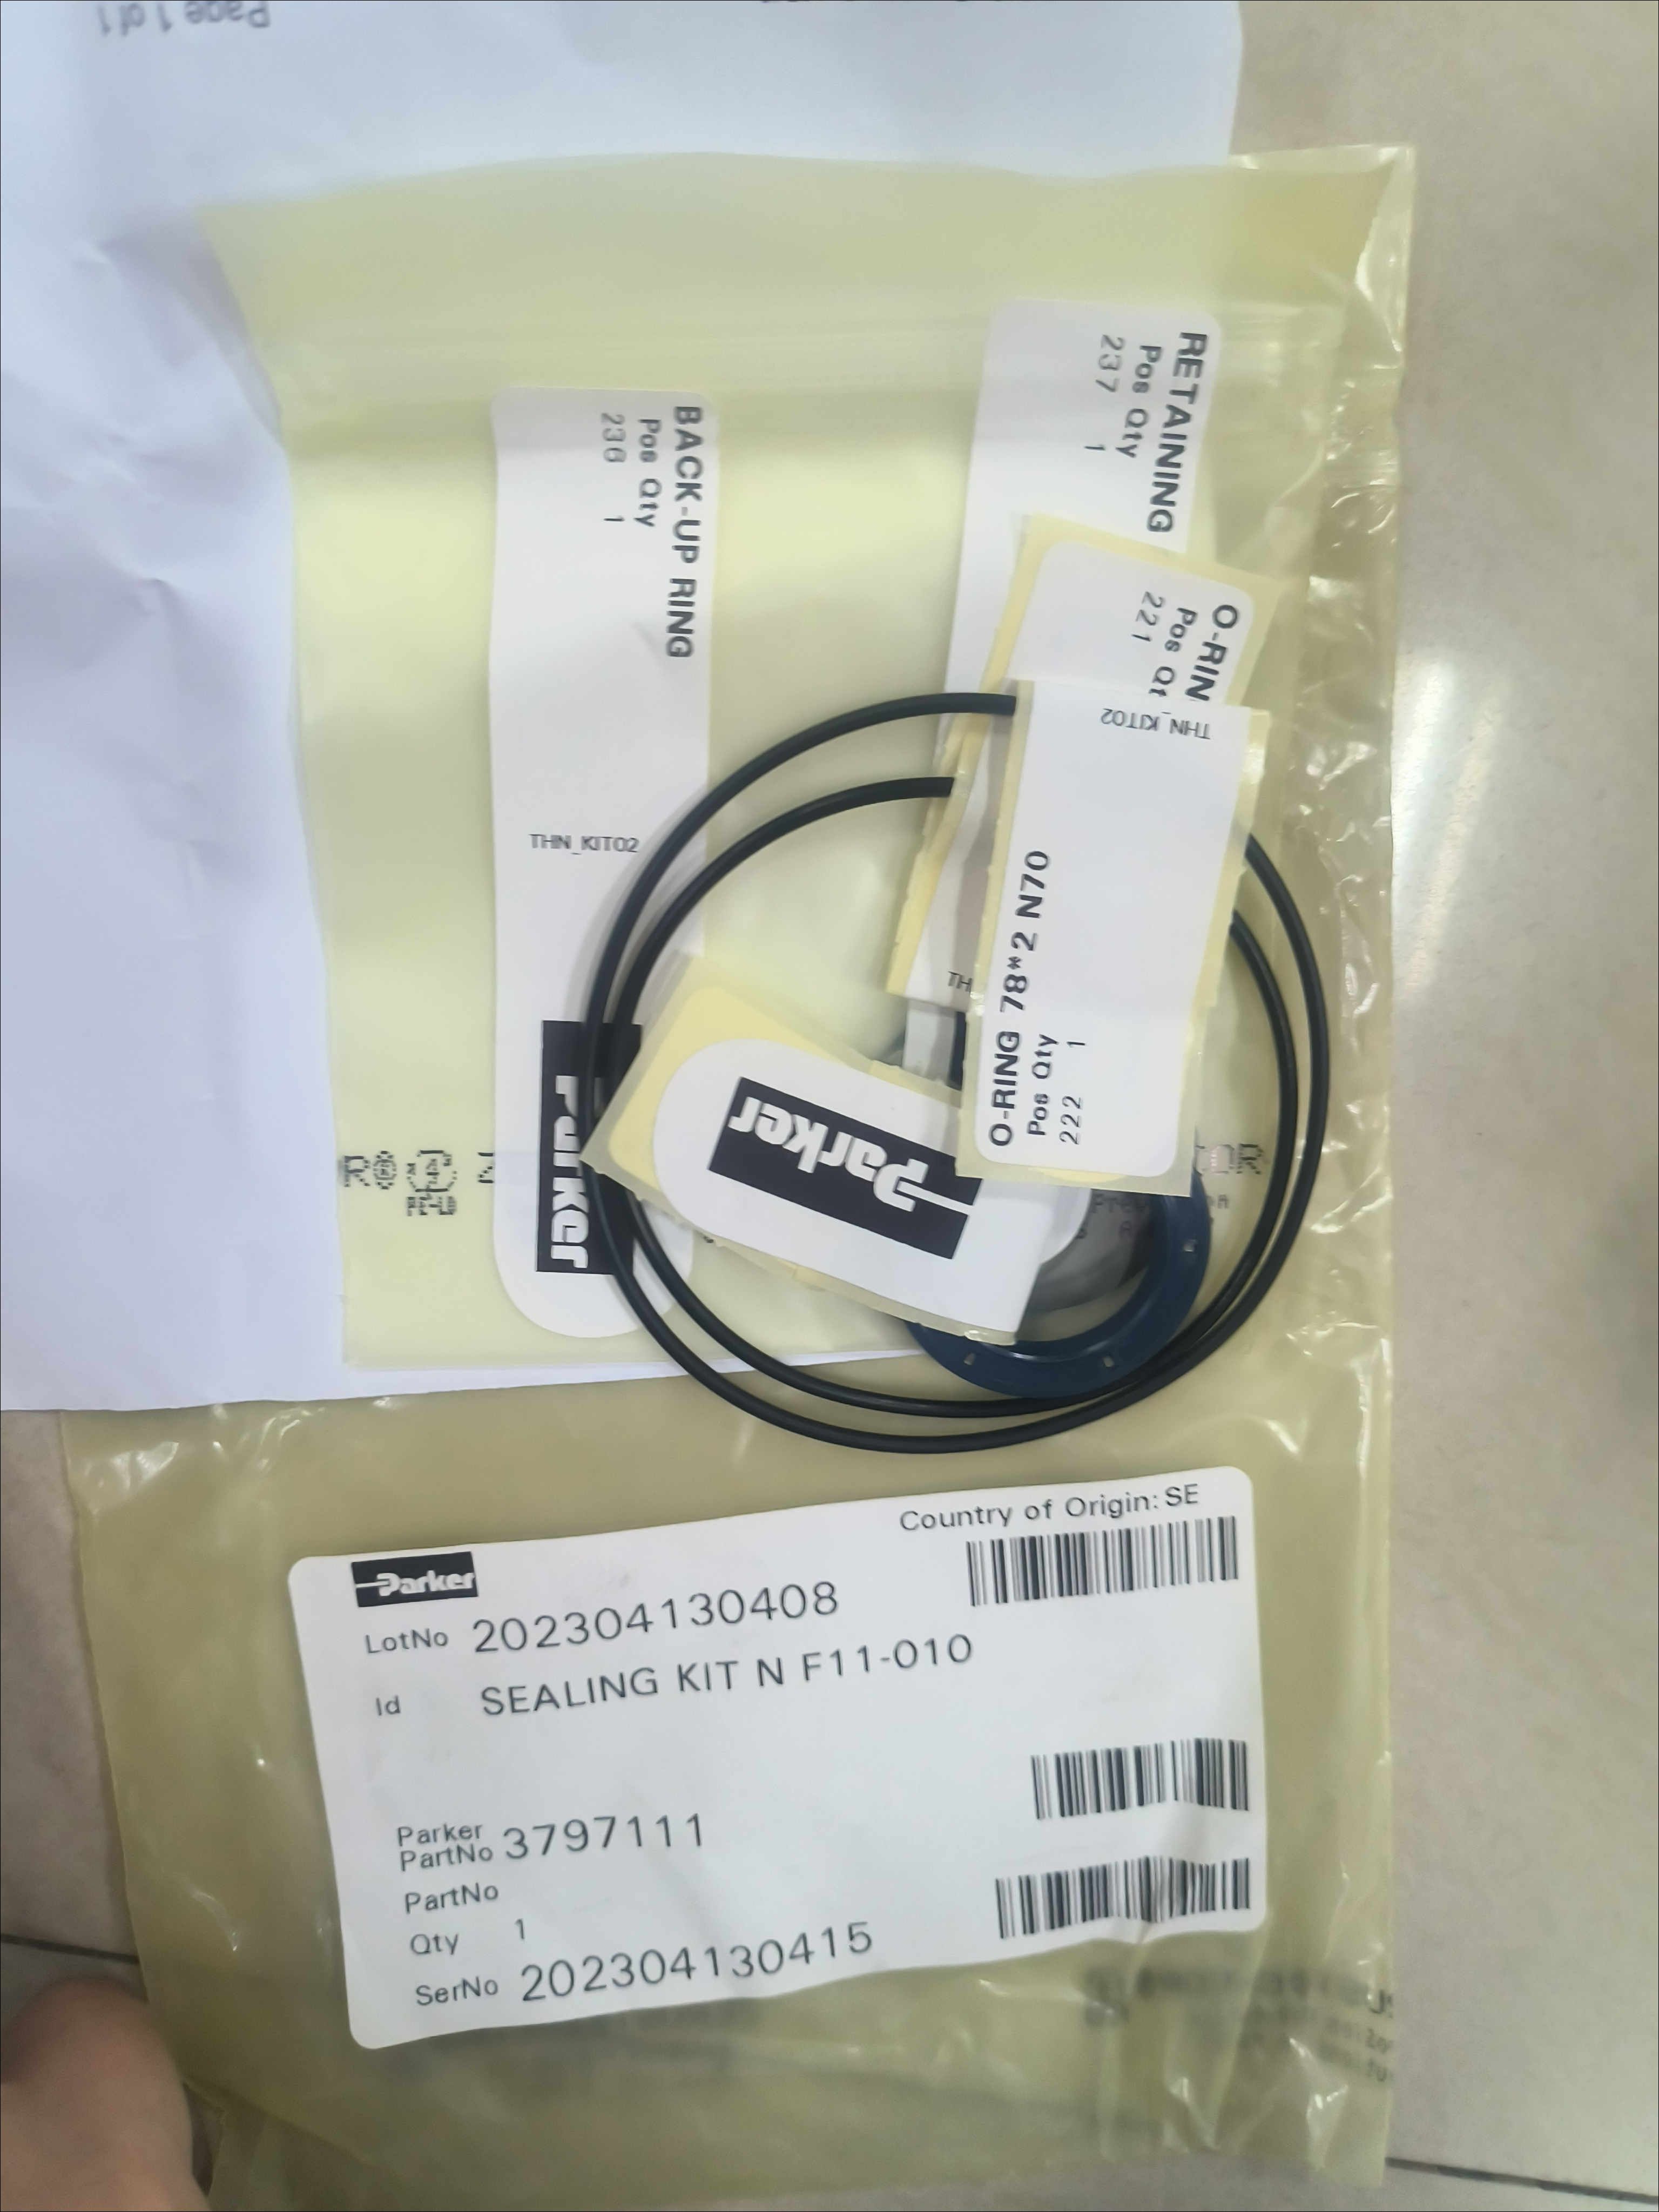 Page 1 of 1
RETAINING
Pos Qty
237 1
BACK-UP RING
Pos Qty
236 1
THN_KIT02
Parker
O-RIN
Pos Qt
221
THN_KIT02
O-RING 78*2 N70
Pos Qty
222 1
TH
Parker
Country of Origin: SE
Parker
LotNo 202304130408
Id SEALING KIT N F11-010
Parker
PartNo 3797111
PartNo
Qty 1
SerNo 202304130415